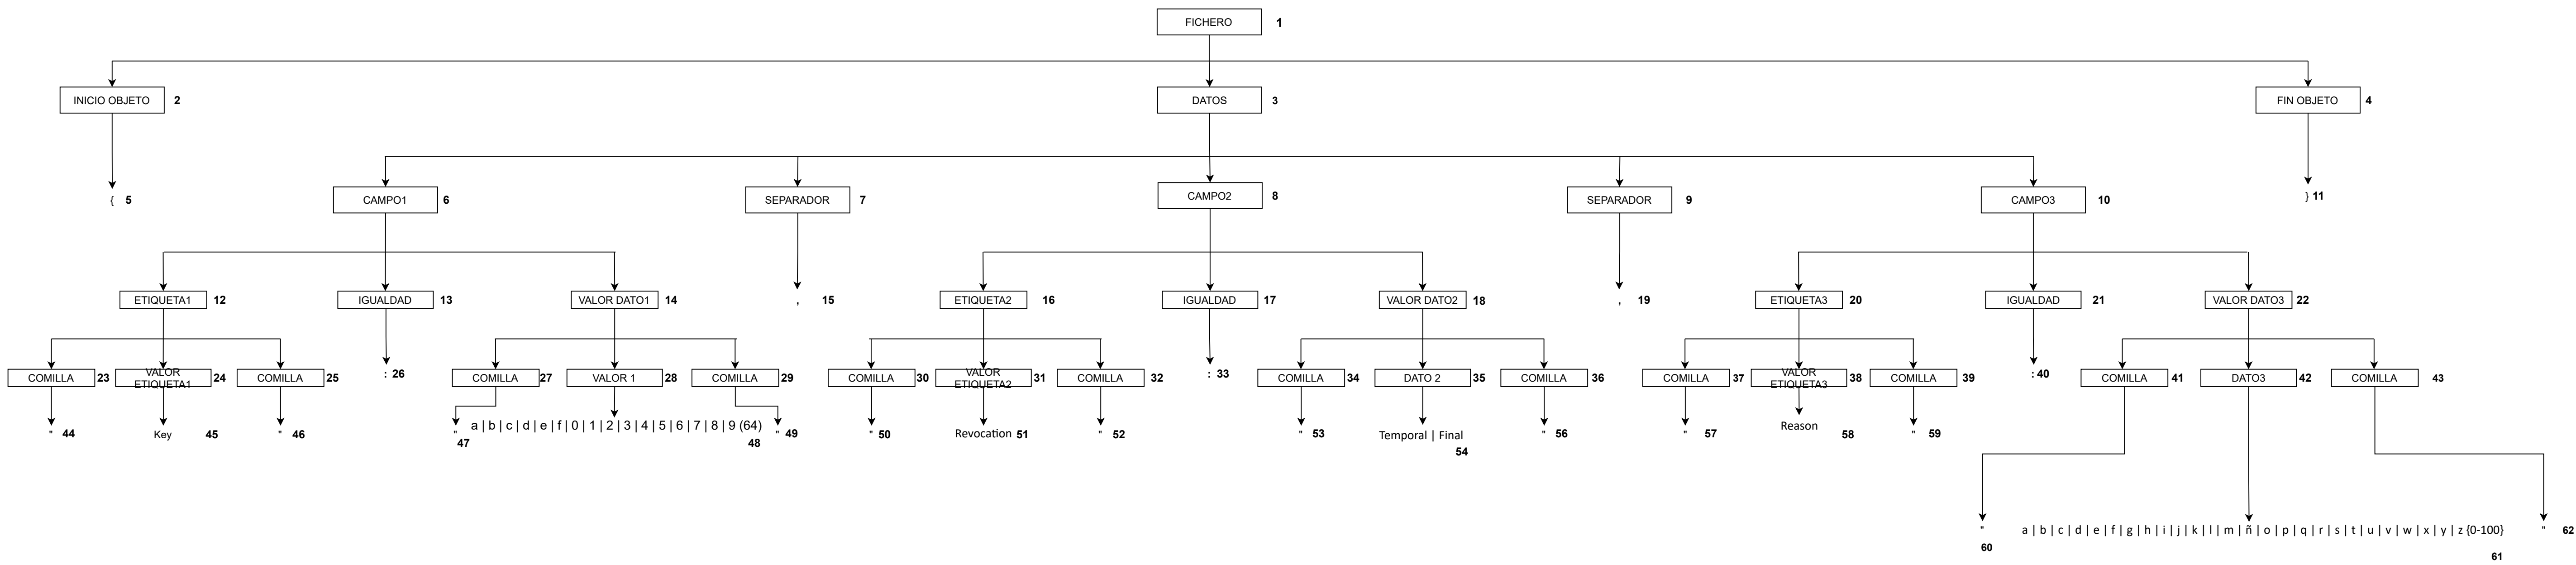 FICHERO 1
INICIO OBJETO 2 DATOS 3 FIN OBJETO 4
{ 5 CAMPO1 6 SEPARADOR 7 CAMPO2 8 SEPARADOR 9 CAMPO3 10 } 11
ETIQUETA1 12 IGUALDAD 13 VALOR DATO1 14 , 15 ETIQUETA2 16 IGUALDAD 17 VALOR DATO2 18 , 19 ETIQUETA3 20 IGUALDAD 21 VALOR DATO3 22
COMILLA 23 VALOR ETIQUETA1 24 COMILLA 25 : 26 COMILLA 27 VALOR 1 28 COMILLA 29 COMILLA 30 VALOR ETIQUETA2 31 COMILLA 32 : 33 COMILLA 34 DATO 2 35 COMILLA 36 COMILLA 37 VALOR ETIQUETA3 38 COMILLA 39 : 40 COMILLA 41 DATO3 42 COMILLA 43
" 44 Key 45 " 46 " 47 a | b | c | d | e | f | 0 | 1 | 2 | 3 | 4 | 5 | 6 | 7 | 8 | 9 (64) 48 " 49 " 50 Revocation 51 " 52 " 53 Temporal | Final 54 " 56 " 57 Reason 58 " 59
" 60 a | b | c | d | e | f | g | h | i | j | k | l | m | ñ | o | p | q | r | s | t | u | v | w | x | y | z {0-100} 61 " 62